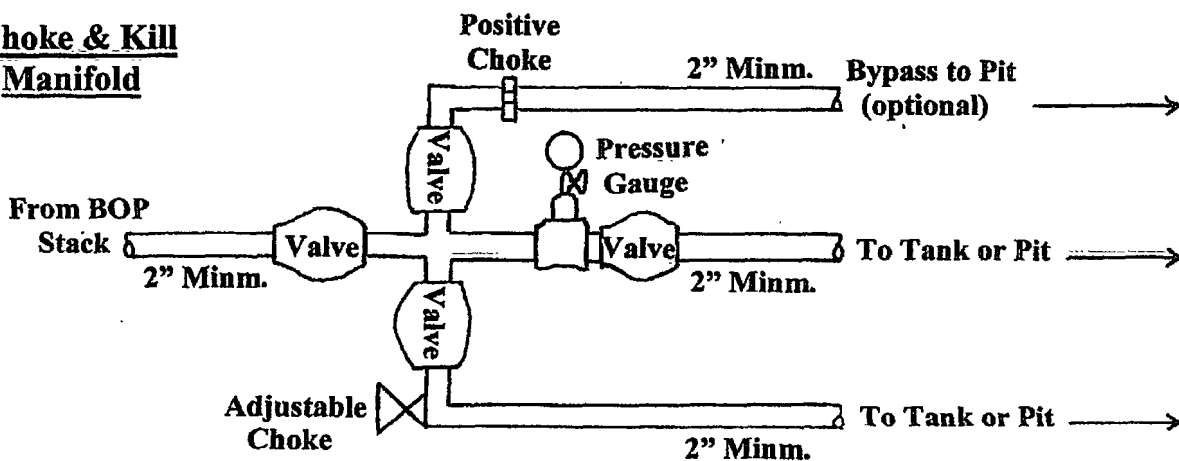 hoke & Kill
Manifold
Positive
Choke
2" Minm.
Bypass to Pit
(optional)
Valve
Pressure
Gauge
From BOP
Stack
Valve
Valve
To Tank or Pit
2" Minm.
2" Minm.
Valve
Adjustable
Choke
To Tank or Pit
2" Minm.